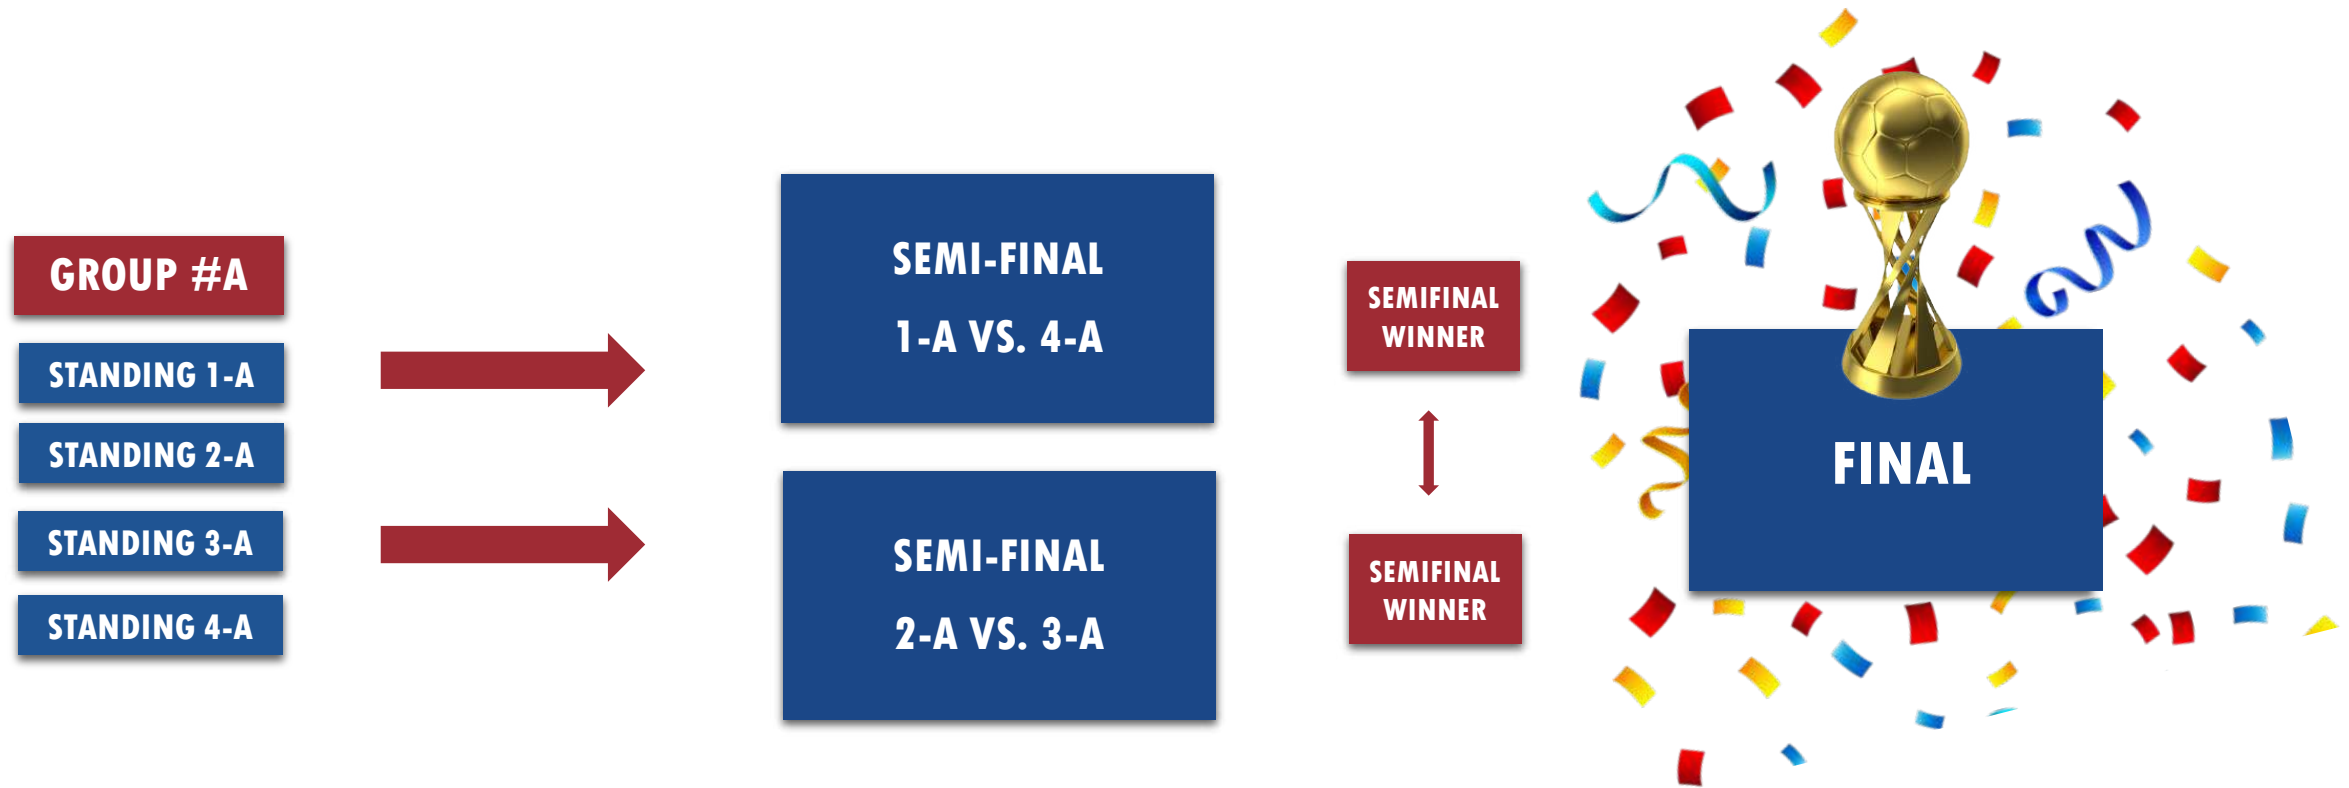 GROUP #A
STANDING 1-A
STANDING 2-A
STANDING 3-A
STANDING 4-A
SEMI-FINAL
1-A VS. 4-A
SEMI-FINAL
2-A VS. 3-A
SEMIFINAL
WINNER
SEMIFINAL
WINNER
FINAL